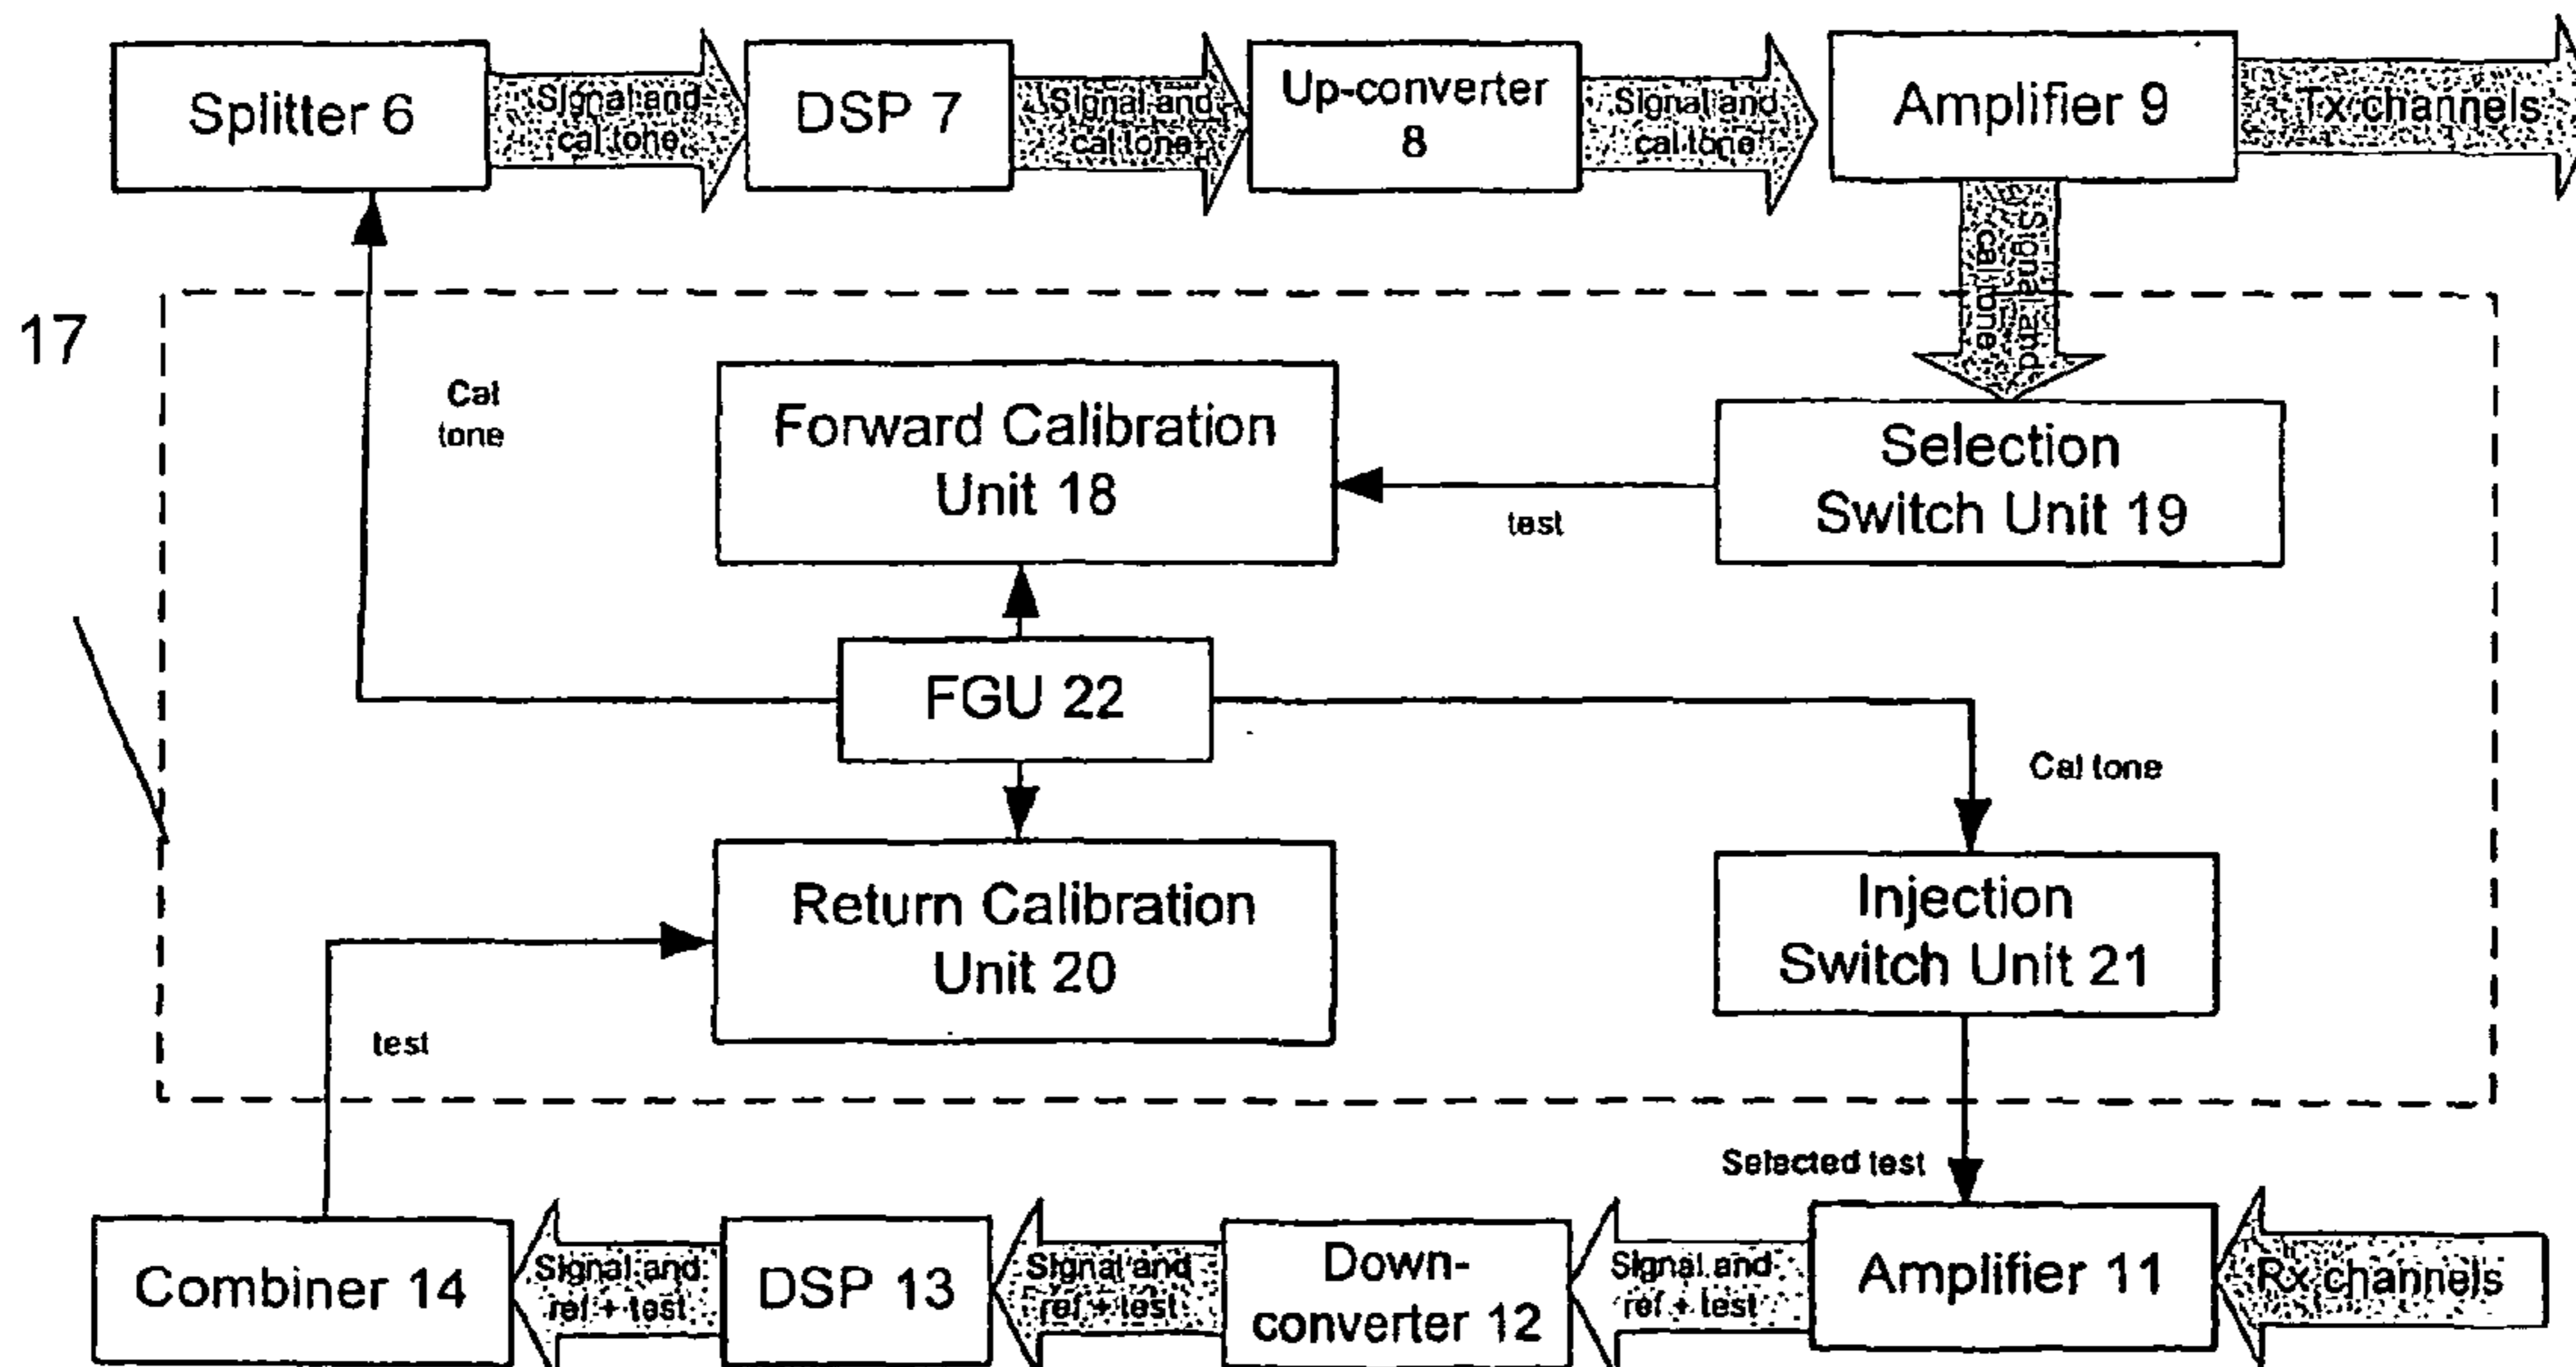 Splitter 6
Signal and
cal tone
DSP 7
Signal and
cal tone
Up-converter
8
Signal and
cal tone
Amplifier 9
Tx channels
Signal and
cal tone
17
Cal
tone
Forward Calibration
Unit 18
test
Selection
Switch Unit 19
FGU 22
Cal tone
Return Calibration
Unit 20
Injection
Switch Unit 21
test
Selected test
Combiner 14
Signal and
ref + test
DSP 13
Signal and
ref + test
Down-
converter 12
Signal and
ref + test
Amplifier 11
Rx channels